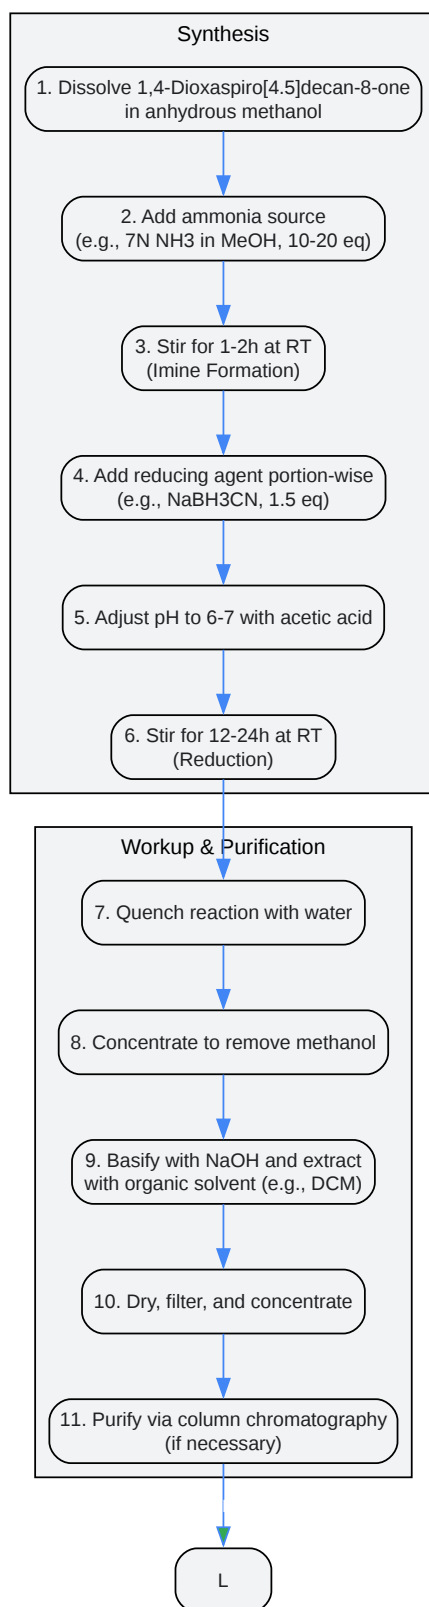 Synthesis
1. Dissolve 1,4-Dioxaspiro[4.5]decan-8-one
in anhydrous methanol
2. Add ammonia source
(e.g., 7N NH3 in MeOH, 10-20 eq)
3. Stir for 1-2h at RT
(Imine Formation)
4. Add reducing agent portion-wise
(e.g., NaBH3CN, 1.5 eq)
5. Adjust pH to 6-7 with acetic acid
6. Stir for 12-24h at RT
(Reduction)
Workup & Purification
7. Quench reaction with water
8. Concentrate to remove methanol
9. Basify with NaOH and extract
with organic solvent (e.g., DCM)
10. Dry, filter, and concentrate
11. Purify via column chromatography
(if necessary)
L